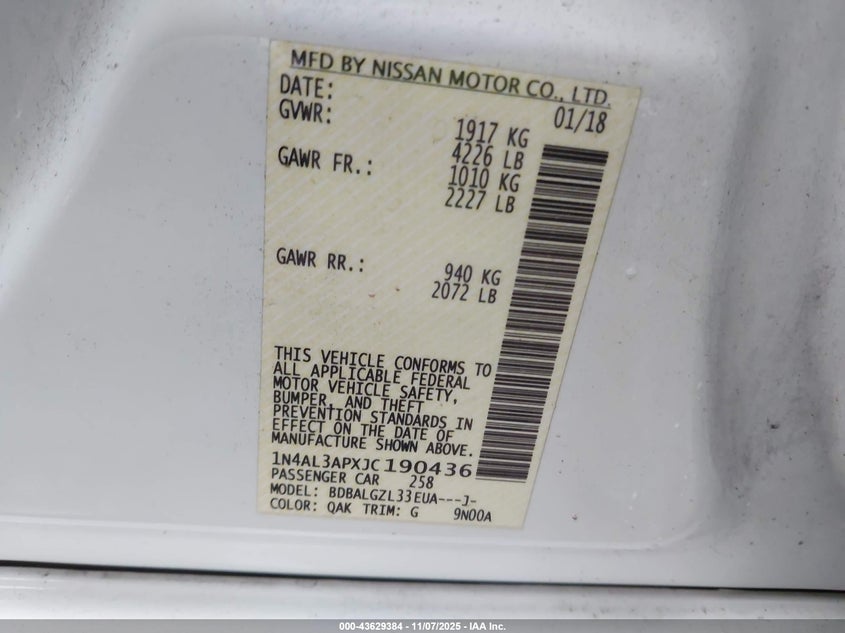 MFD BY NISSAN MOTOR CO., LTD.
DATE: 01/18
GVWR: 1917 KG
4226 LB
GAWR FR.: 1010 KG
2227 LB
GAWR RR.: 940 KG
2072 LB
THIS VEHICLE CONFORMS TO
ALL APPLICABLE FEDERAL
MOTOR VEHICLE SAFETY,
BUMPER, AND THEFT
PREVENTION STANDARDS IN
EFFECT ON THE DATE OF
MANUFACTURE SHOWN ABOVE.
1N4AL3APXJC190436
PASSENGER CAR 258
MODEL: BDBALGZL33EUA---J-
COLOR: QAK TRIM: G 9N00A
000-43629384 - 11/07/2025 - IAA Inc.